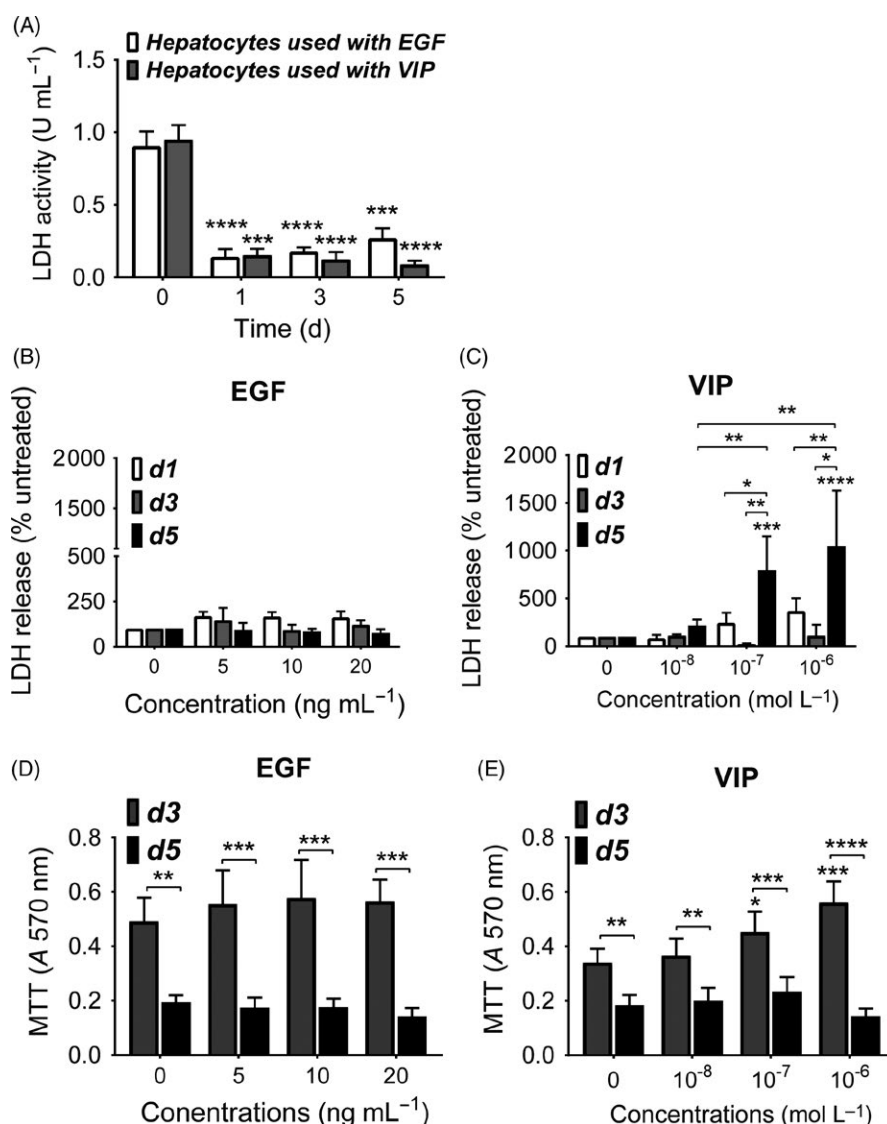 (A)
Hepatocytes used with EGF
Hepatocytes used with VIP
LDH activity (U mL⁻¹)
1.5
1.0
0.5
0.0
**** *** **** **** *** ****
0 1 3 5
Time (d)
(B)
EGF
LDH release (% untreated)
d1
d3
d5
2000
1500
500
250
0
0 5 10 20
Concentration (ng mL⁻¹)
(C)
VIP
LDH release (% untreated)
d1
d3
d5
2000
1500
1000
500
0
**
** **
* *
** ****
***
0 10⁻⁸ 10⁻⁷ 10⁻⁶
Concentration (mol L⁻¹)
(D)
EGF
MTT (A 570 nm)
d3
d5
0.8
0.6
0.4
0.2
0.0
** *** *** ***
0 5 10 20
Conentrations (ng mL⁻¹)
(E)
VIP
MTT (A 570 nm)
d3
d5
0.8
0.6
0.4
0.2
0.0
** ** *** ****
* ***
0 10⁻⁸ 10⁻⁷ 10⁻⁶
Concentrations (mol L⁻¹)